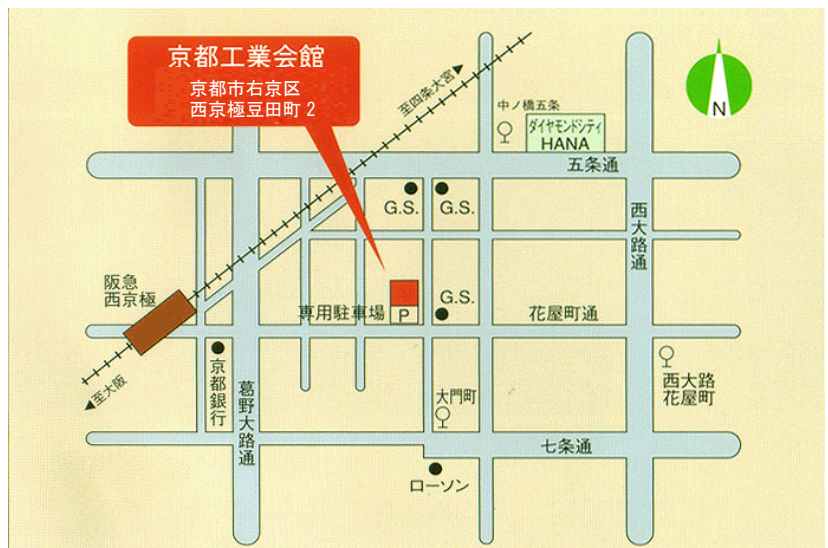 京都工業会館
京都市右京区
西京極豆田町2
至四条大宮
N
中ノ橋五条
ダイヤモンドシティ
HANA
五条通
G.S.
G.S.
西大路通
阪急
西京極
専用駐車場
P
G.S.
花屋町通
至大阪
京都銀行
葛野大路通
大門町
西大路
花屋町
七条通
ローソン